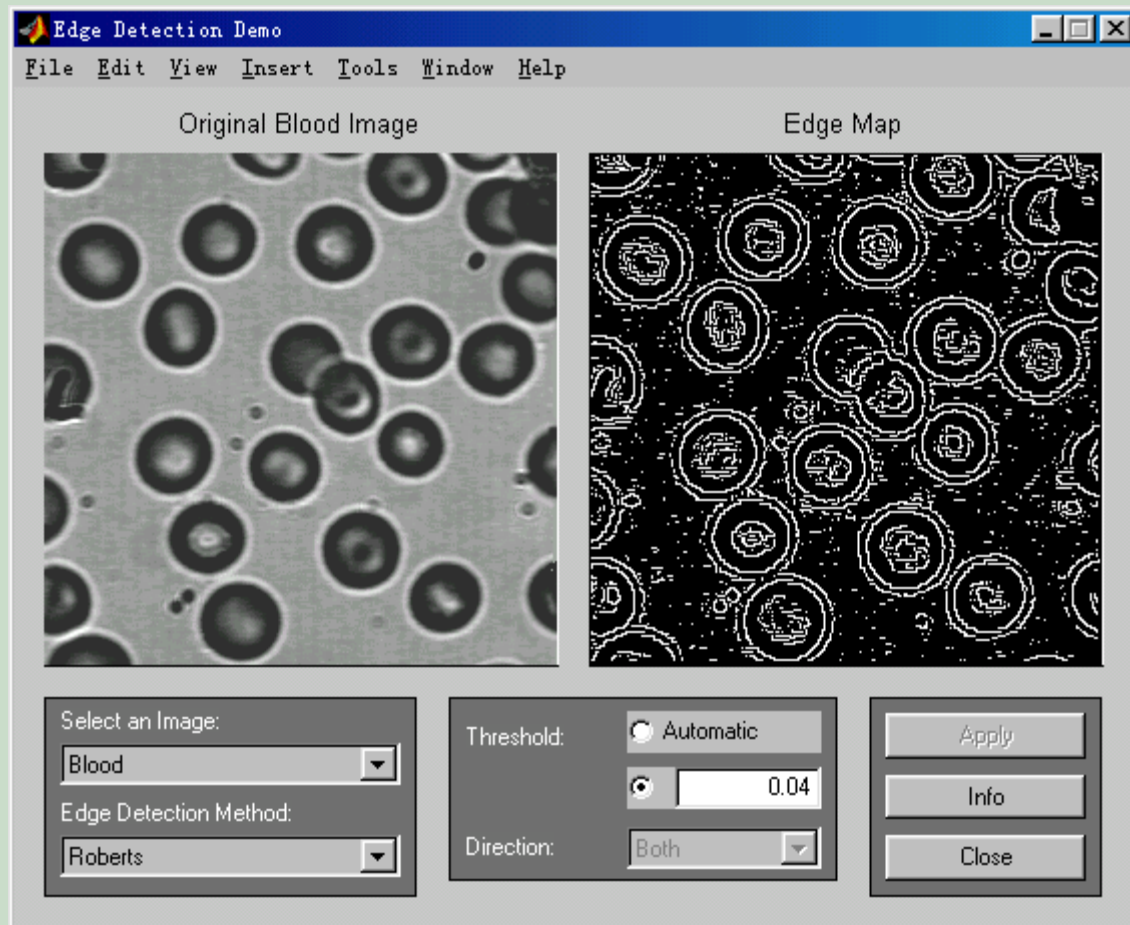 Edge Detection Demo
File Edit View Insert Tools Window Help
Original Blood Image
Edge Map
Select an Image:
Blood
Edge Detection Method:
Roberts
Threshold:
Automatic
0.04
Direction:
Both
Apply
Info
Close